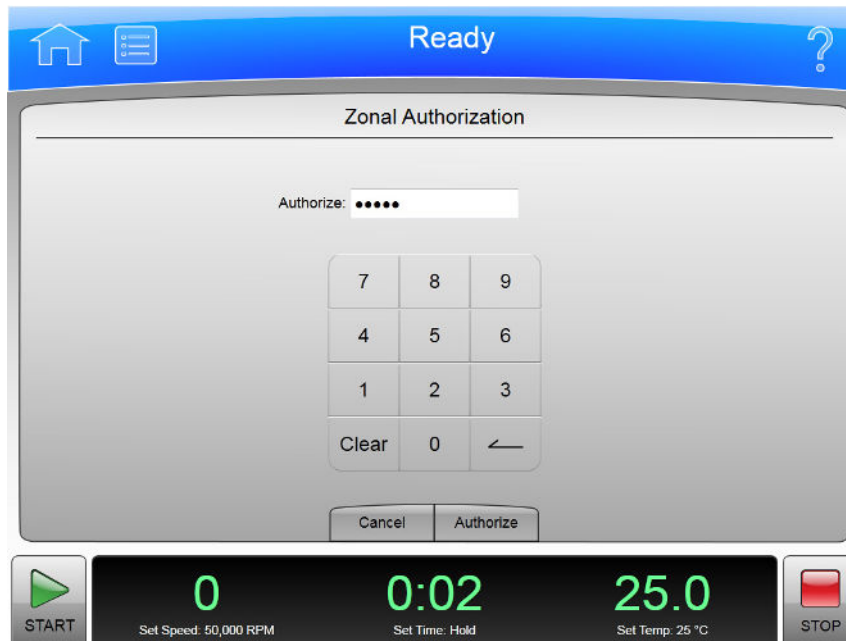 Ready
?
Zonal Authorization
Authorize: •••••
7 8 9
4 5 6
1 2 3
Clear 0
Cancel Authorize
0 0:02 25.0
START Set Speed: 50,000 RPM Set Time: Hold Set Temp: 25 °C STOP